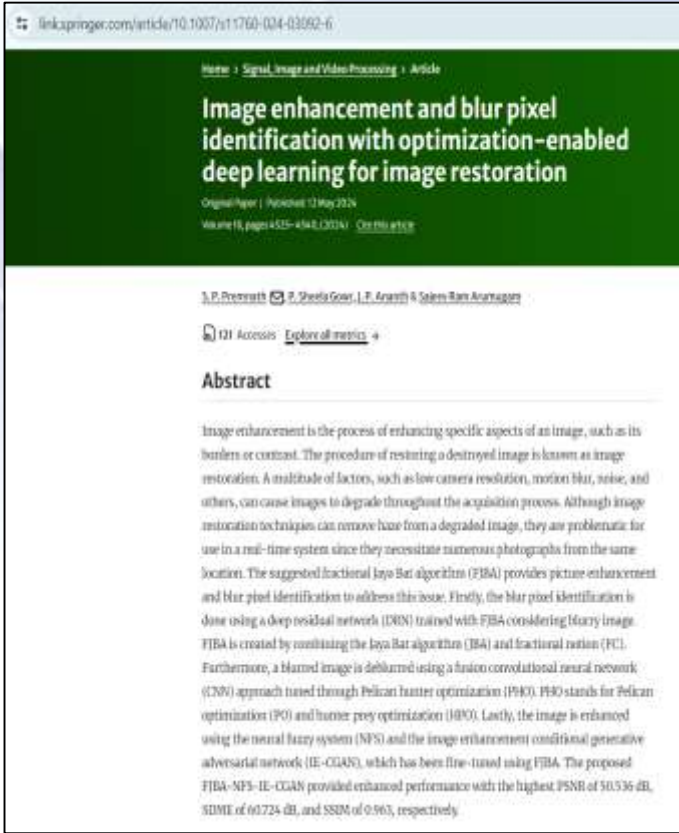 link.springer.com/article/10.1007/s11760-024-03092-6
Home > Signal, Image and Video Processing > Article
Image enhancement and blur pixel
identification with optimization-enabled
deep learning for image restoration
Original Paper | Published: 12 May 2024
Volume 18, pages 4525–4540, (2024) Cite this article
S. P. Premnath, P. Sheela Gowr, J. P. Ananth & Sajeev Ram Arumugam
121 Accesses Explore all metrics →
Abstract
Image enhancement is the process of enhancing specific aspects of an image, such as its
borders or contrast. The procedure of restoring a destroyed image is known as image
restoration. A multitude of factors, such as low camera resolution, motion blur, noise, and
others, can cause images to degrade throughout the acquisition process. Although image
restoration techniques can remove haze from a degraded image, they are problematic for
use in a real-time system since they necessitate numerous photographs from the same
location. The suggested fractional Jaya Bat algorithm (FJBA) provides picture enhancement
and blur pixel identification to address this issue. Firstly, the blur pixel identification is
done using a deep residual network (DRN) trained with FJBA considering blurry image.
FJBA is created by combining the Jaya Bat algorithm (JBA) and fractional notion (FC).
Furthermore, a blurred image is deblurred using a fusion convolutional neural network
(CNN) approach tuned through Pelican hunter optimization (PHO). PHO stands for Pelican
optimization (PO) and hunter prey optimization (HPO). Lastly, the image is enhanced
using the neural fuzzy system (NFS) and the image enhancement conditional generative
adversarial network (IE-CGAN), which has been fine-tuned using FJBA. The proposed
FJBA-NFS-IE-CGAN provided enhanced performance with the highest PSNR of 50.536 dB,
SDME of 60.724 dB, and SSIM of 0.963, respectively.